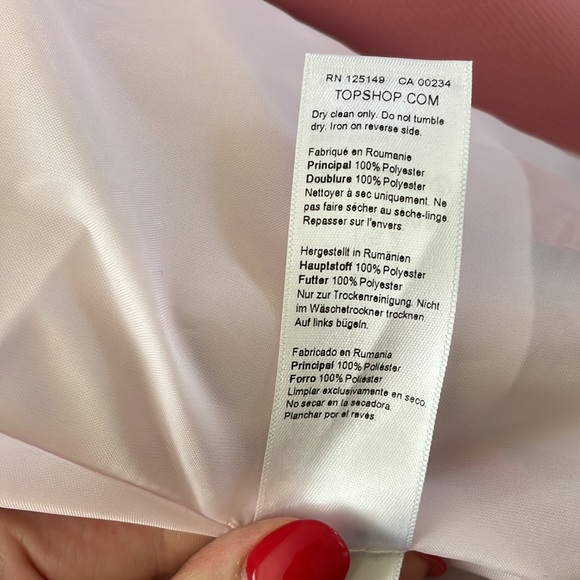 RN 125149 CA 00234
TOPSHOP.COM
Dry clean only. Do not tumble
dry. Iron on reverse side.
Fabriqué en Roumanie
Principal 100% Polyester
Doublure 100% Polyester
Nettoyer à sec uniquement. Ne
pas faire sécher au sèche-linge.
Repasser sur l'envers.
Hergestellt in Rumänien
Hauptstoff 100% Polyester
Futter 100% Polyester
Nur zur Trockenreinigung. Nicht
im Wäschetrockner trocknen.
Auf links bügeln.
Fabricado en Rumania
Principal 100% Poliéster
Forro 100% Poliéster
Limpiar exclusivamente en seco.
No secar en la secadora.
Planchar por el revés.